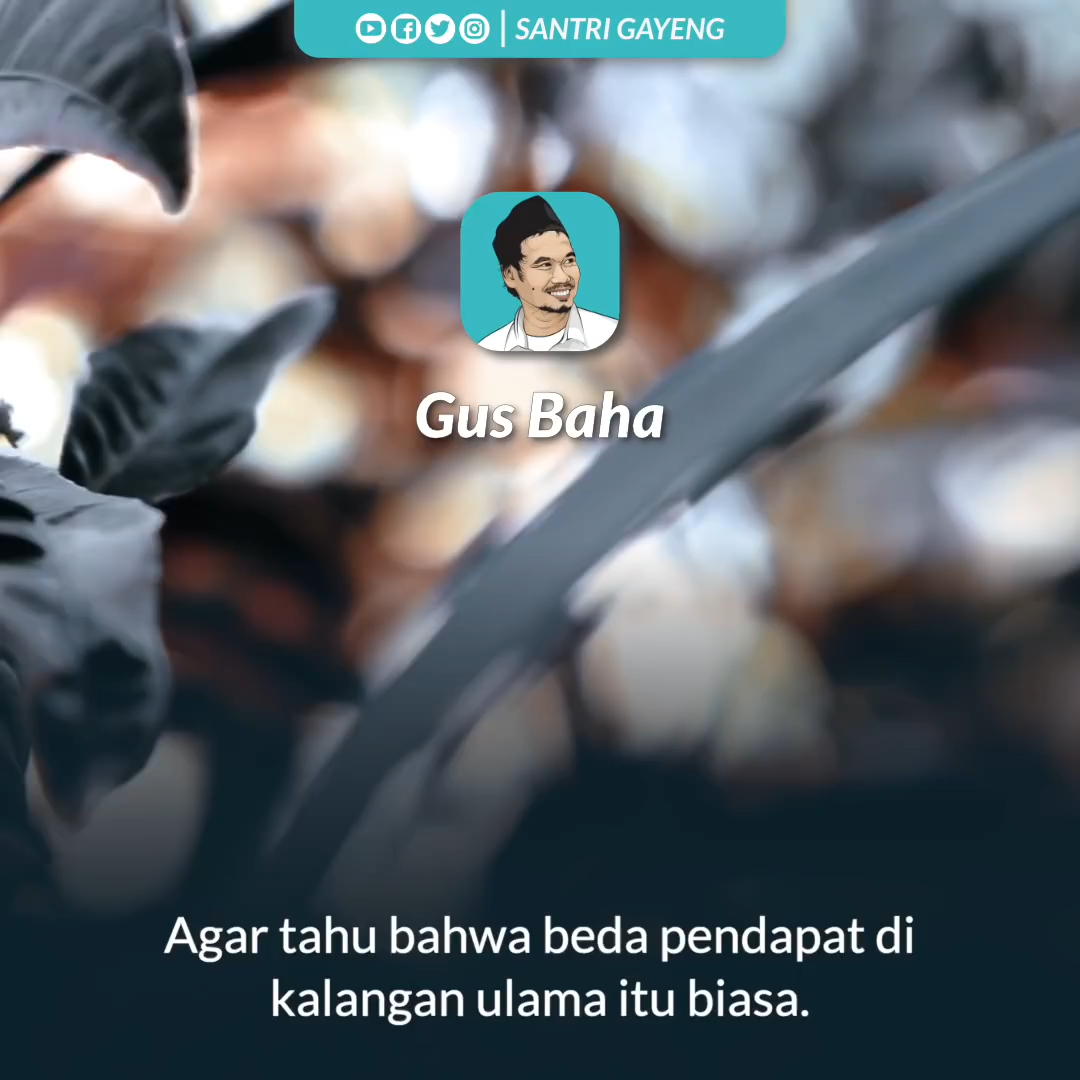 SANTRI GAYENG
Gus Baha
Agar tahu bahwa beda pendapat di
kalangan ulama itu biasa.